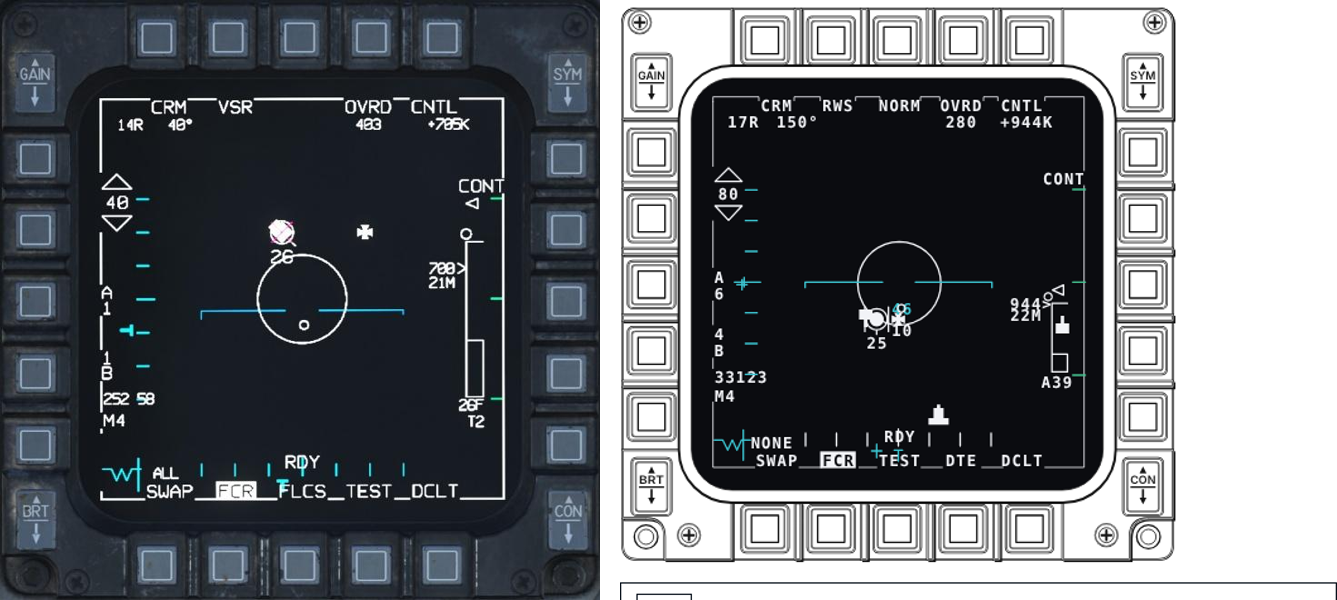 GAIN
SYM
CRM VSR OVRD CNTL
14R 40° 403 +705K
CONT
40
26
700>
21M
A
1
1
B
252 58
26F
M4
T2
RDY
ALL
SWAP FCR FLCS TEST DCLT
BRT
CON
GAIN
SYM
CRM RWS NORM OVRD CNTL
17R 150° 280 +944K
CONT
80
A
6
944
22M
10
4
B
25
33123
A39
M4
RDY
NONE
SWAP FCR TEST DTE DCLT
BRT
CON